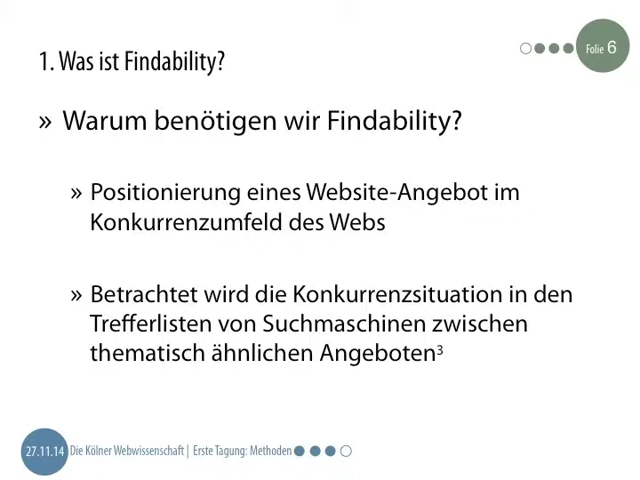 1. Was ist Findability?
Folie 6
» Warum benötigen wir Findability?
» Positionierung eines Website-Angebot im
Konkurrenzumfeld des Webs
» Betrachtet wird die Konkurrenzsituation in den
Trefferlisten von Suchmaschinen zwischen
thematisch ähnlichen Angeboten³
27.11.14 Die Kölner Webwissenschaft | Erste Tagung: Methoden